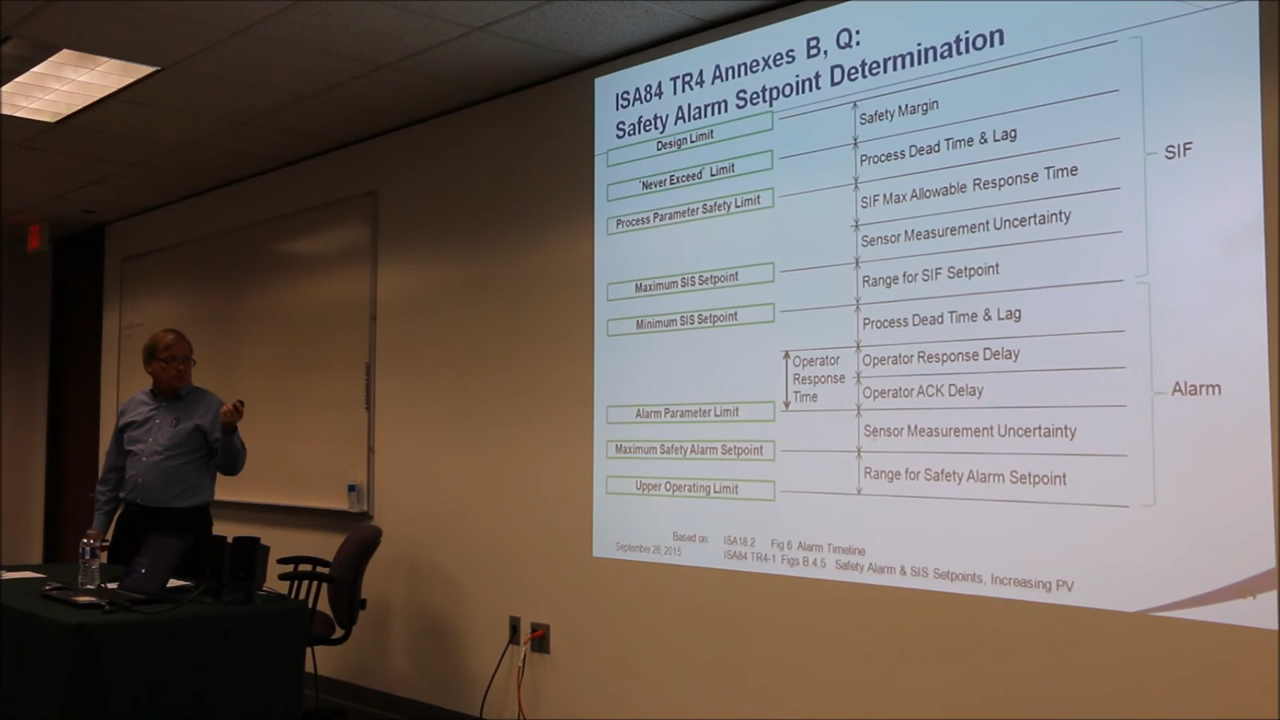 ISA84 TR4 Annexes B, Q:
Safety Alarm Setpoint Determination
Design Limit
Safety Margin
'Never Exceed' Limit
Process Dead Time & Lag
Process Parameter Safety Limit
SIF Max Allowable Response Time
SIF
Sensor Measurement Uncertainty
Maximum SIS Setpoint
Range for SIF Setpoint
Minimum SIS Setpoint
Process Dead Time & Lag
Operator
Response
Time
Operator Response Delay
Operator ACK Delay
Alarm
Alarm Parameter Limit
Sensor Measurement Uncertainty
Maximum Safety Alarm Setpoint
Range for Safety Alarm Setpoint
Upper Operating Limit
Based on ISA18.2 Fig 6 Alarm Timeline
September 28, 2015
ISA84 TR4-1 Figs B.4,5 Safety Alarm & SIS Setpoints, Increasing PV